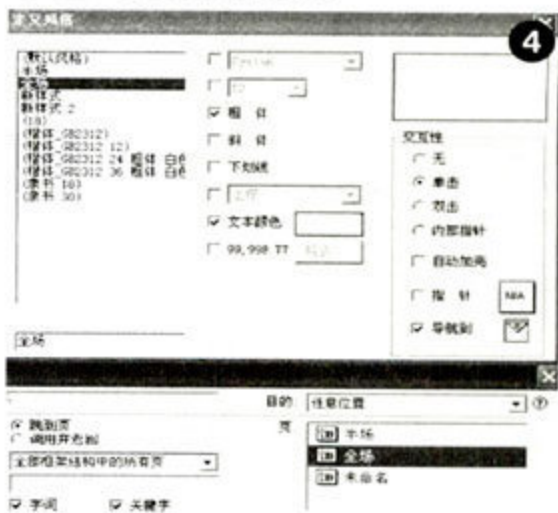 定义风格
4
(默认风格)
半场
全场
新样式
新样式 2
(18)
(楷体_GB2312)
(楷体_GB2312 12)
(楷体_GB2312 24 粗体 白色
(楷体_GB2312 36 粗体 白色
(隶书 18)
(隶书 30)
粗 体
斜 体
下划线
文本颜色
99,998.77
交互性
无
单击
双击
内部指针
自动加亮
指 针
N/A
导航到
全场
目的
任意位置
跳到页
调用并返回
页
半场
全场
未命名
全部框架结构中的所有页
字词
关键字